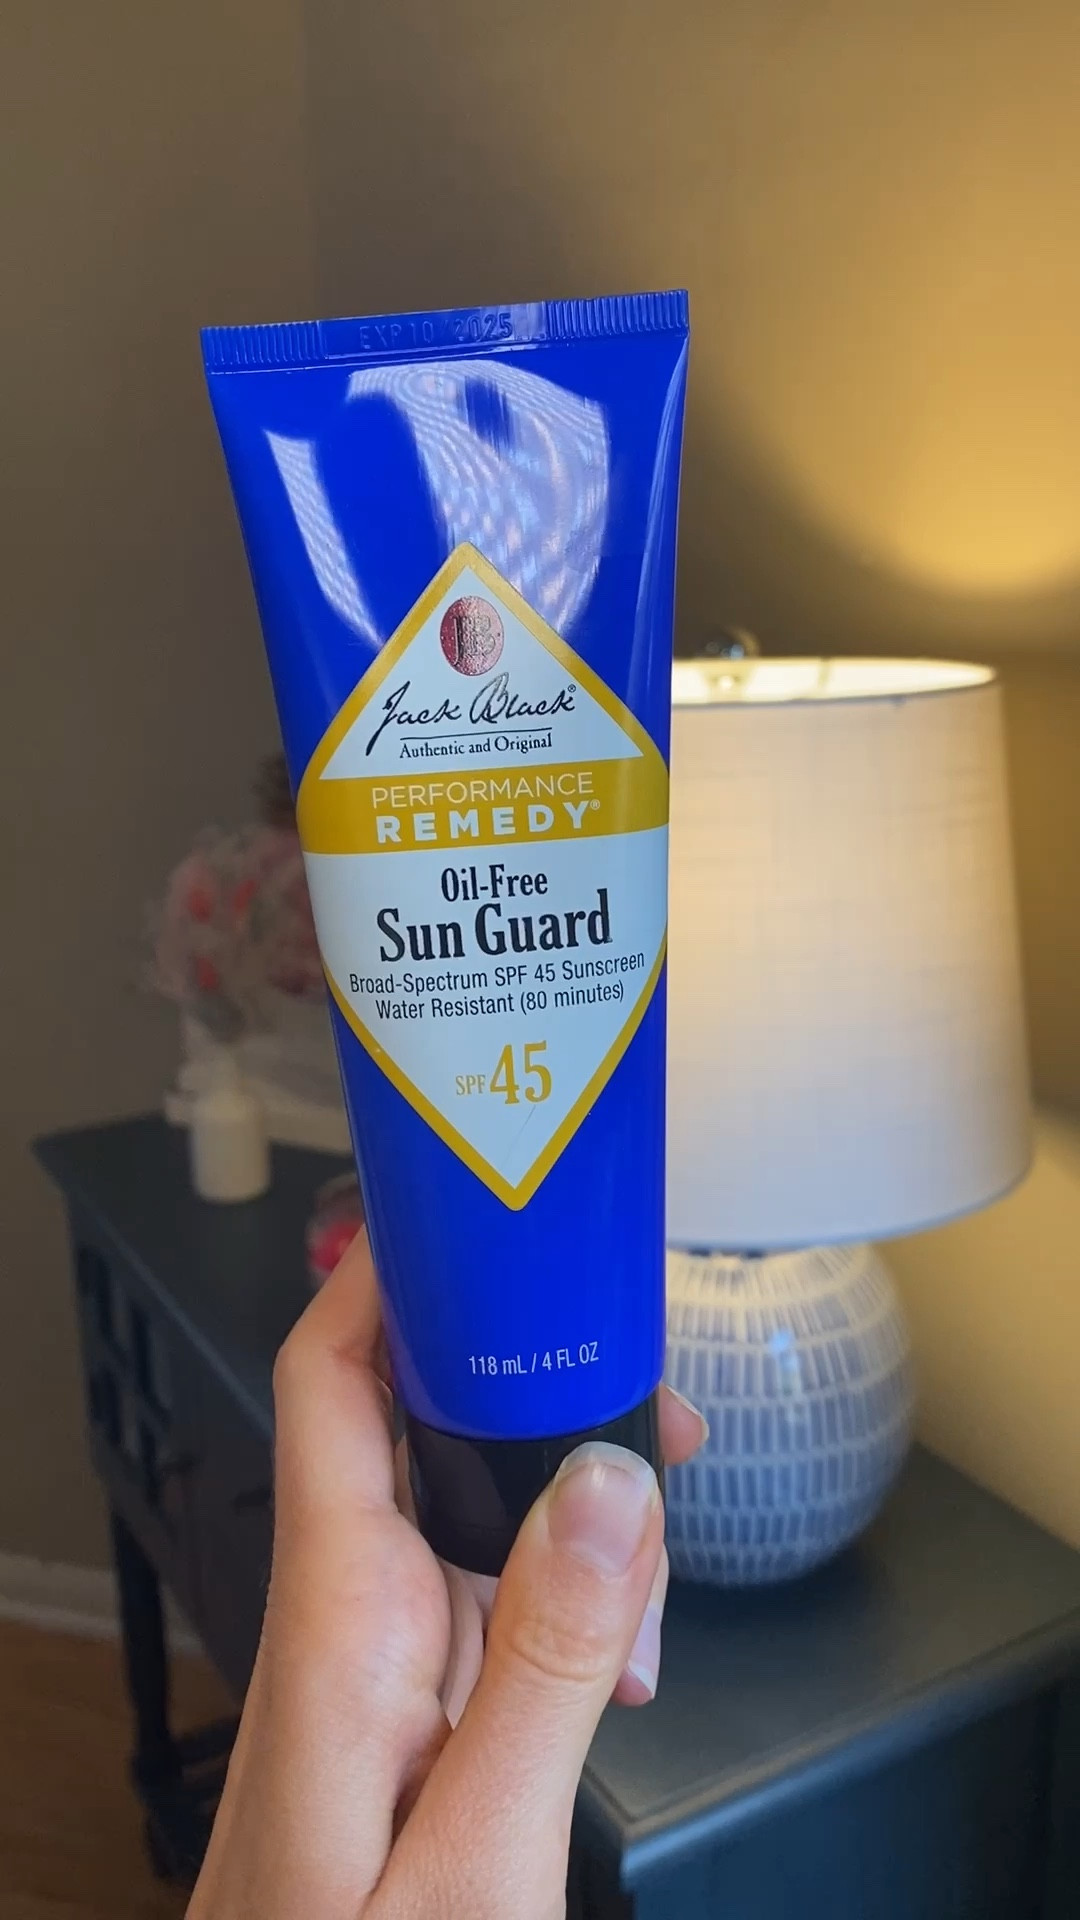 EXP 10 2025
JB
Jack Black®
Authentic and Original
PERFORMANCE
REMEDY®
Oil-Free
Sun Guard
Broad-Spectrum SPF 45 Sunscreen
Water Resistant (80 minutes)
SPF 45
118 mL / 4 FL OZ